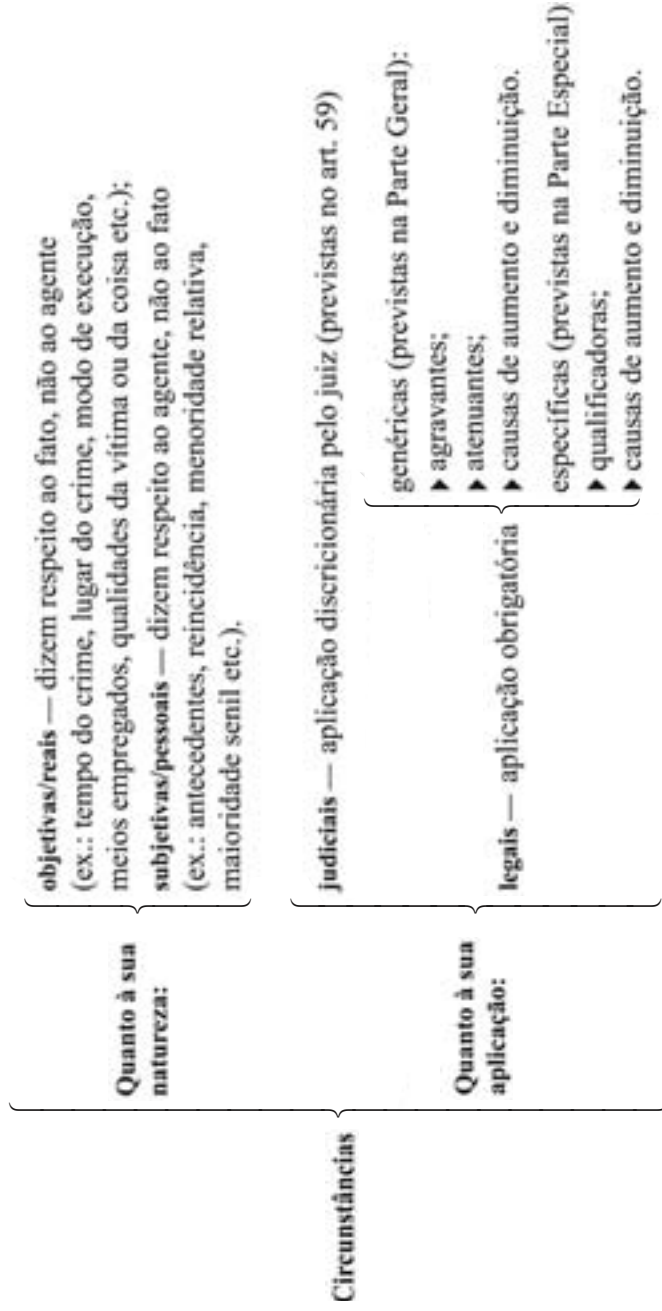 Circunstâncias
Quanto à sua
natureza:
objetivas/reais — dizem respeito ao fato, não ao agente
(ex.: tempo do crime, lugar do crime, modo de execução,
meios empregados, qualidades da vítima ou da coisa etc.);
subjetivas/pessoais — dizem respeito ao agente, não ao fato
(ex.: antecedentes, reincidência, menoridade relativa,
maioridade senil etc.).
Quanto à sua
aplicação:
judiciais — aplicação discricionária pelo juiz (previstas no art. 59)
legais — aplicação obrigatória
genéricas (previstas na Parte Geral):
▶ agravantes;
▶ atenuantes;
▶ causas de aumento e diminuição.
específicas (previstas na Parte Especial)
▶ qualificadoras;
▶ causas de aumento e diminuição.